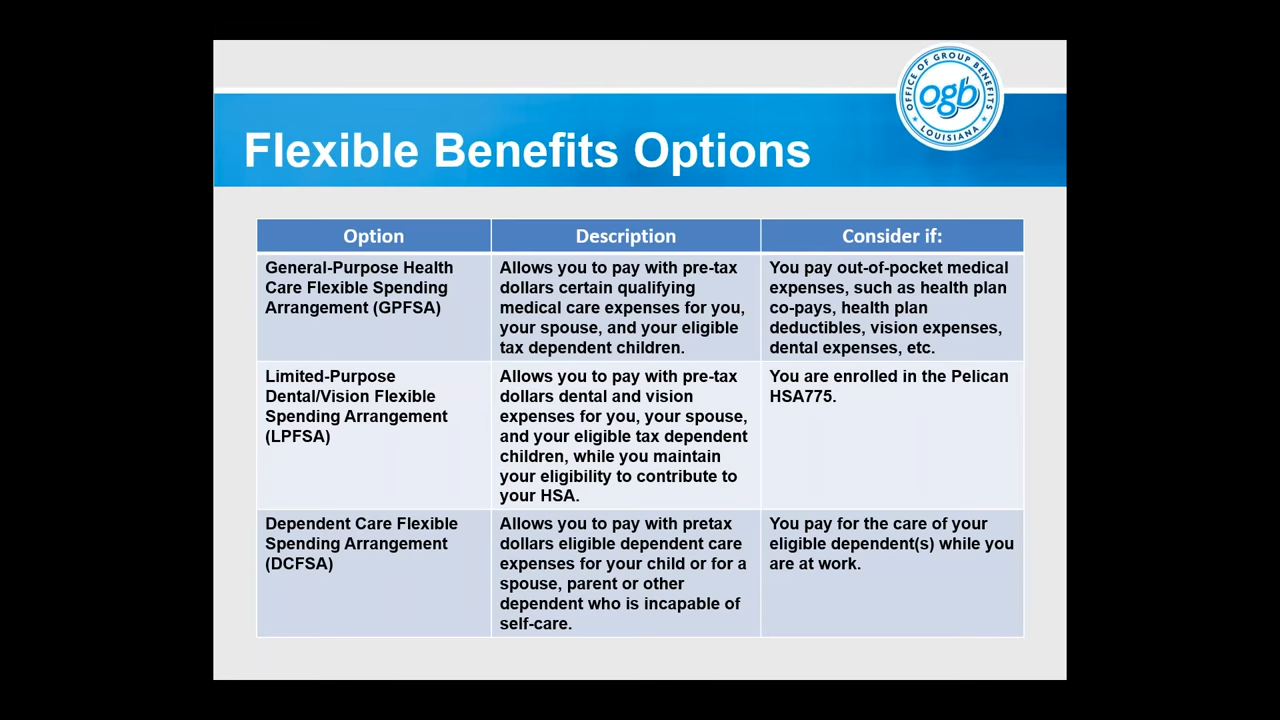 OFFICE OF GROUP BENEFITS
ogb
LOUISIANA
Flexible Benefits Options
Option
Description
Consider if:
General-Purpose Health
Care Flexible Spending
Arrangement (GPFSA)
Allows you to pay with pre-tax
dollars certain qualifying
medical care expenses for you,
your spouse, and your eligible
tax dependent children.
You pay out-of-pocket medical
expenses, such as health plan
co-pays, health plan
deductibles, vision expenses,
dental expenses, etc.
Limited-Purpose
Dental/Vision Flexible
Spending Arrangement
(LPFSA)
Allows you to pay with pre-tax
dollars dental and vision
expenses for you, your spouse,
and your eligible tax dependent
children, while you maintain
your eligibility to contribute to
your HSA.
You are enrolled in the Pelican
HSA775.
Dependent Care Flexible
Spending Arrangement
(DCFSA)
Allows you to pay with pretax
dollars eligible dependent care
expenses for your child or for a
spouse, parent or other
dependent who is incapable of
self-care.
You pay for the care of your
eligible dependent(s) while you
are at work.